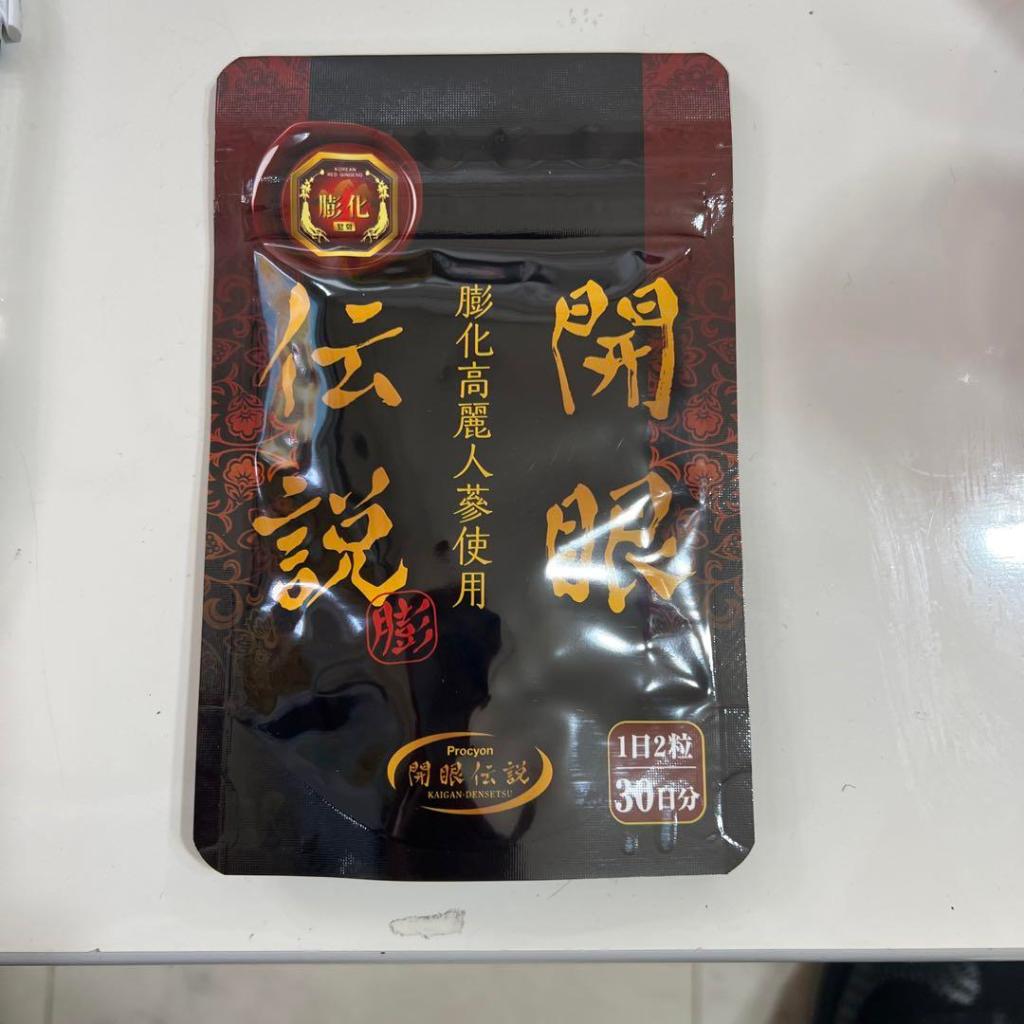 KOREAN
RED GINSENG
膨化
開眼
伝説
膨化高麗人蔘使用
膨
Procyon
開眼伝説
KAIGAN-DENSETSU
1日2粒
30日分